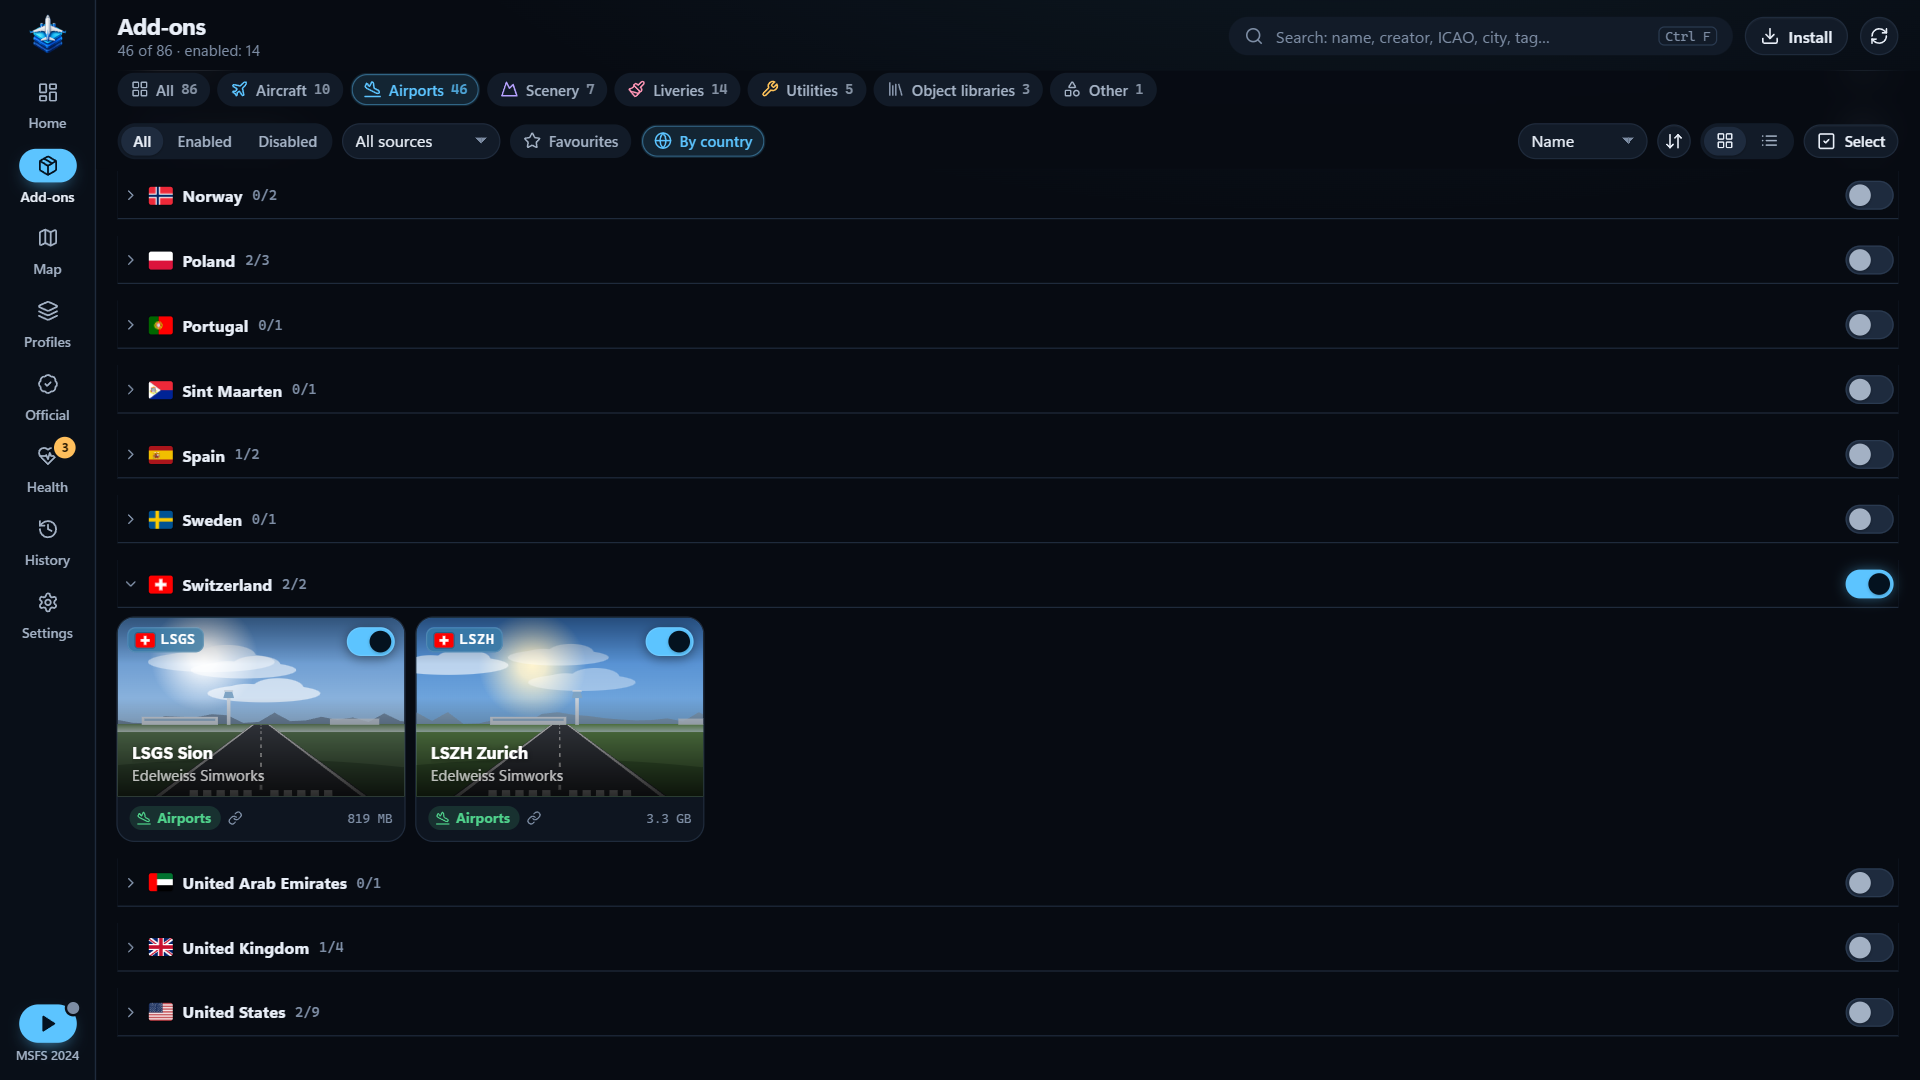 Add-ons
46 of 86 · enabled: 14
Search: name, creator, ICAO, city, tag...
Ctrl F
Install
All 86
Aircraft 10
Airports 46
Scenery 7
Liveries 14
Utilities 5
Object libraries 3
Other 1
All
Enabled
Disabled
All sources
Favourites
By country
Name
Select
Home
Add-ons
Map
Profiles
Official
3
Health
History
Settings
MSFS 2024
Norway 0/2
Poland 2/3
Portugal 0/1
Sint Maarten 0/1
Spain 1/2
Sweden 0/1
Switzerland 2/2
LSGS
LSGS Sion
Edelweiss Simworks
Airports
819 MB
LSZH
LSZH Zurich
Edelweiss Simworks
Airports
3.3 GB
United Arab Emirates 0/1
United Kingdom 1/4
United States 2/9